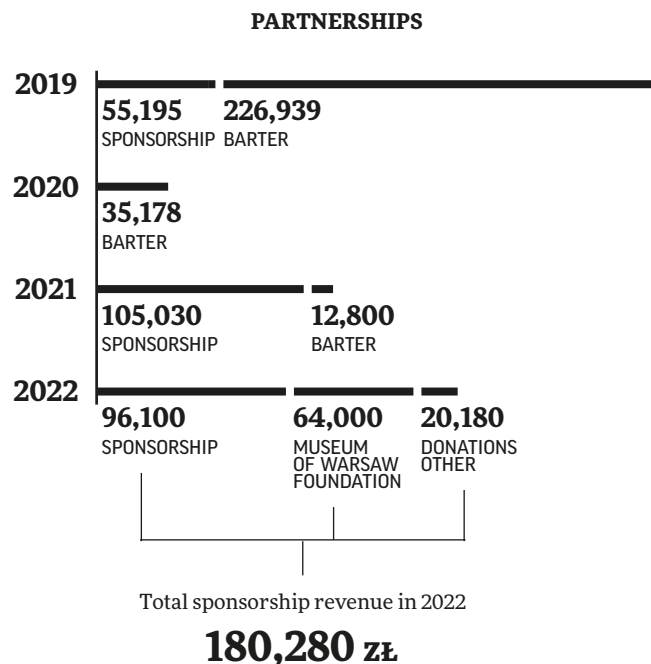 PARTNERSHIPS
2019
55,195 226,939
SPONSORSHIP BARTER
2020
35,178
BARTER
2021
105,030 12,800
SPONSORSHIP BARTER
2022
96,100 64,000 20,180
SPONSORSHIP MUSEUM DONATIONS
OF WARSAW OTHER
FOUNDATION
Total sponsorship revenue in 2022
180,280 ZŁ